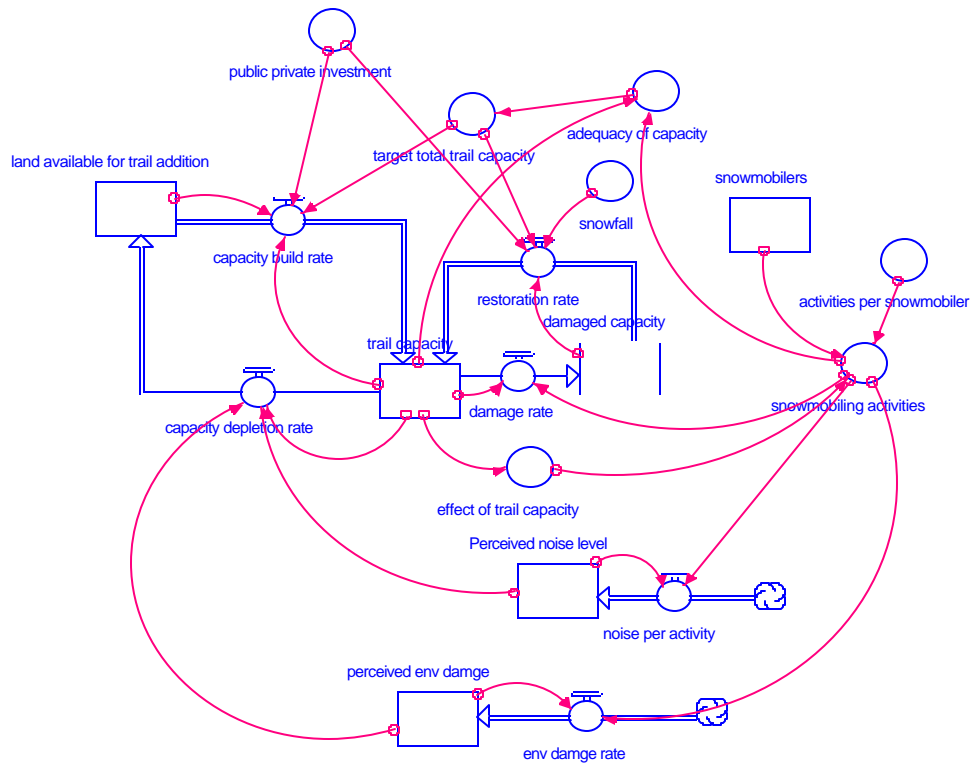 public private investment
adequacy of capacity
target total trail capacity
land available for trail addition
snowmobilers
snowfall
capacity build rate
restoration rate
activities per snowmobiler
damaged capacity
trail capacity
damage rate
snowmobiling activities
capacity depletion rate
effect of trail capacity
Perceived noise level
noise per activity
perceived env damge
env damge rate